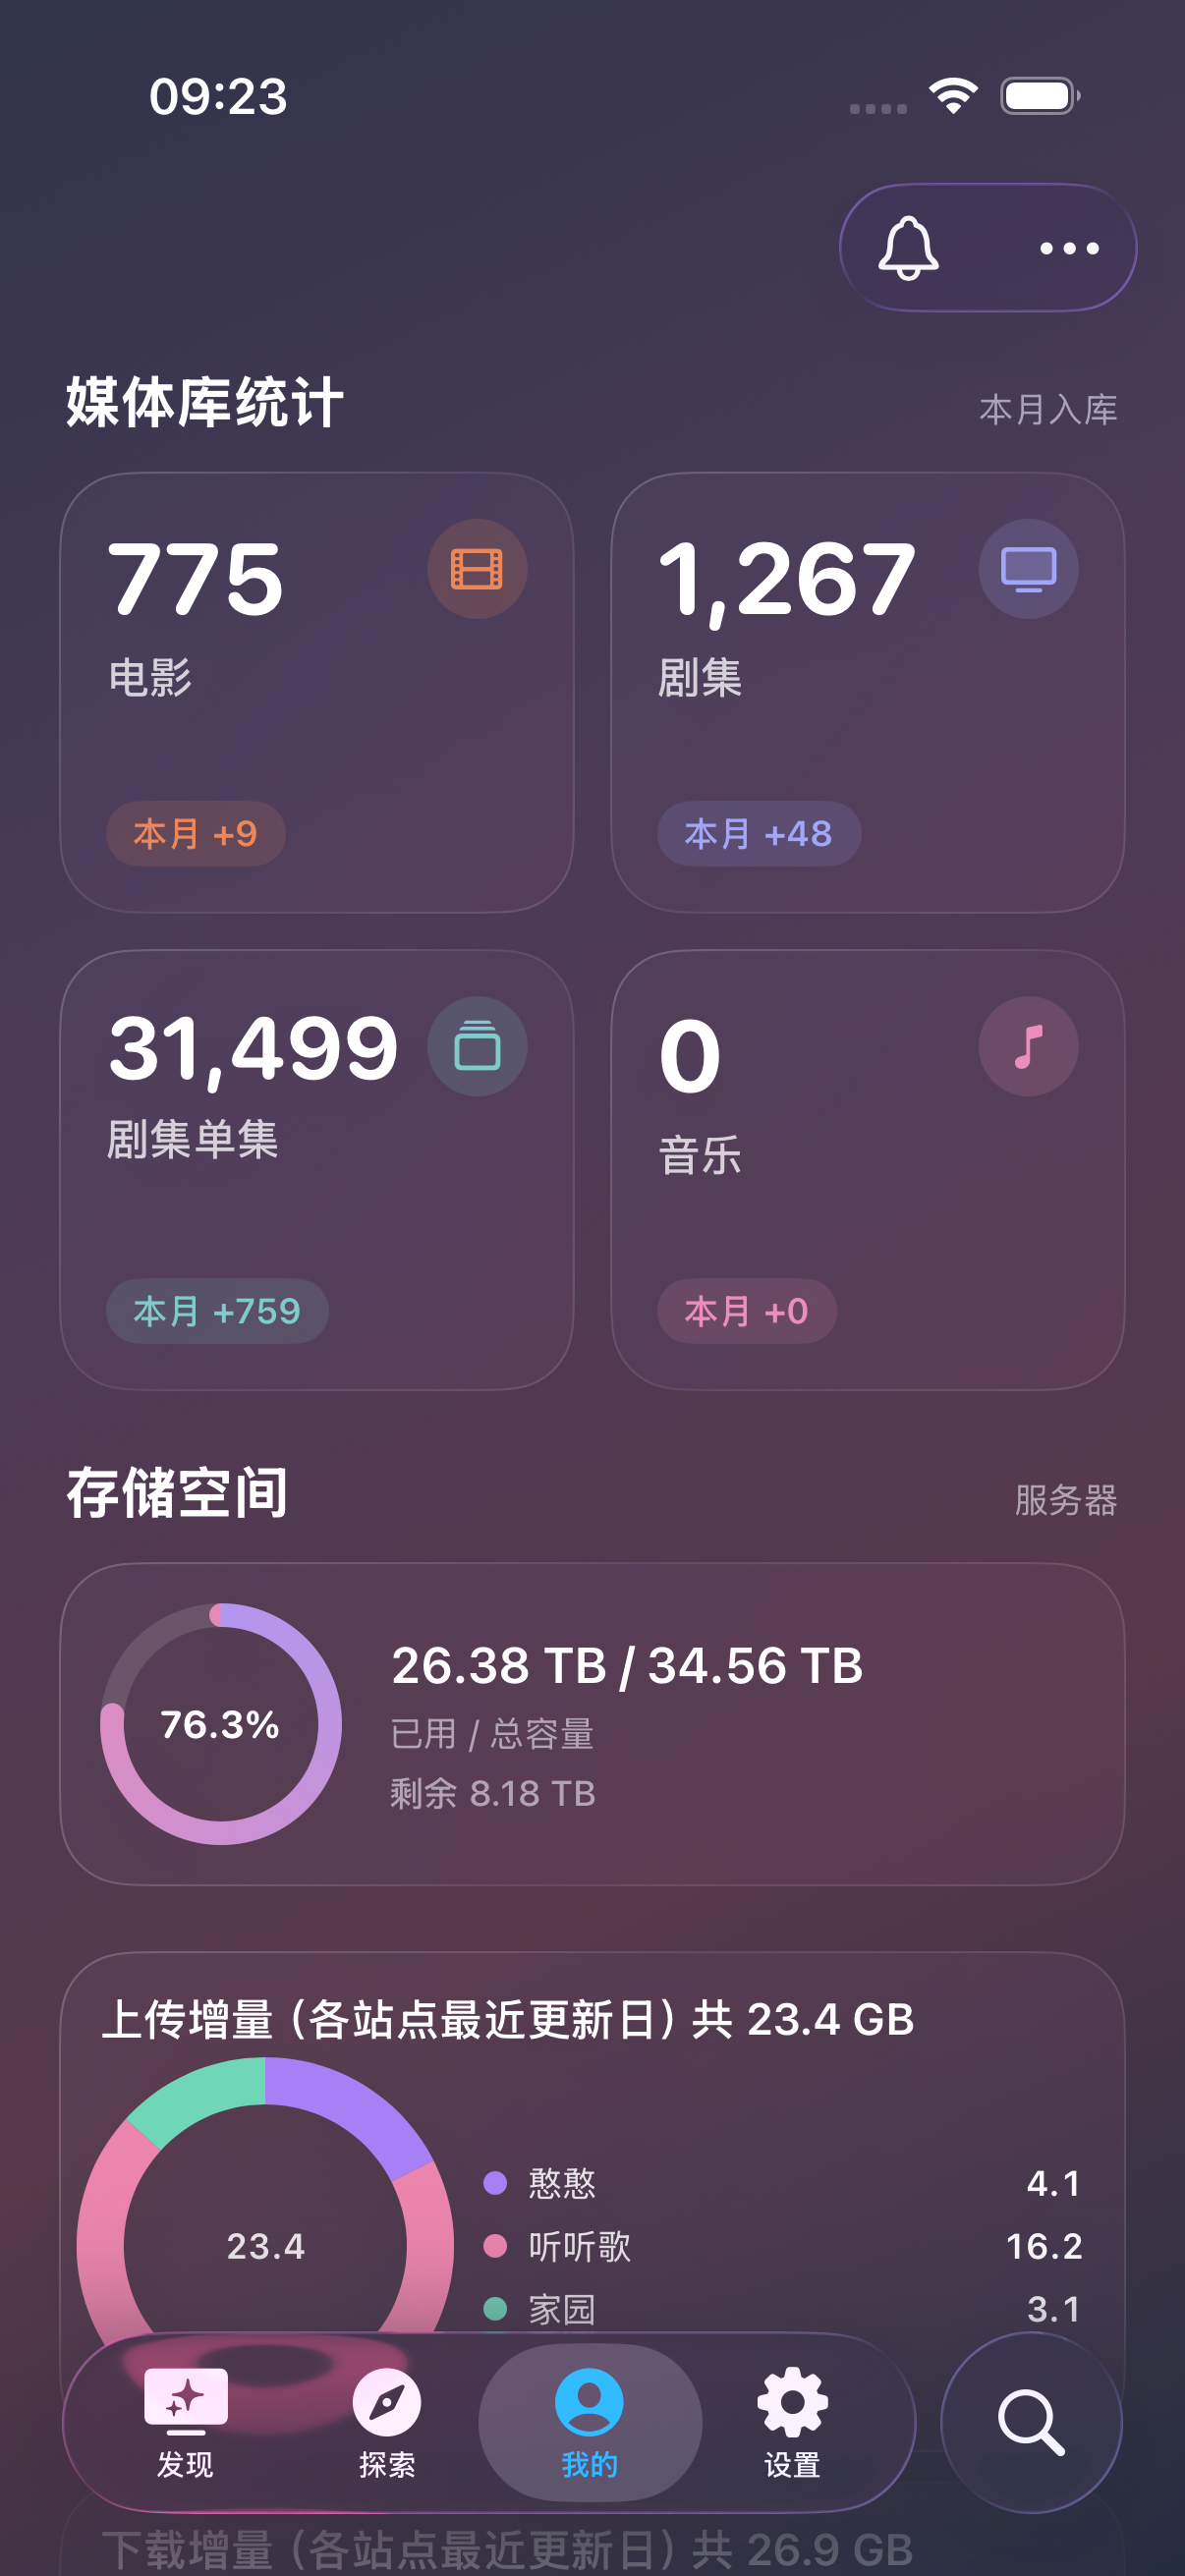 09:23
媒体库统计
本月入库
775
电影
本月 +9
1,267
剧集
本月 +48
31,499
剧集单集
本月 +759
0
音乐
本月 +0
存储空间
服务器
76.3%
26.38 TB / 34.56 TB
已用 / 总容量
剩余 8.18 TB
上传增量（各站点最近更新日）共 23.4 GB
23.4
憨憨 4.1
听听歌 16.2
家园 3.1
发现
探索
我的
设置
下载增量（各站点最近更新日）共 26.9 GB